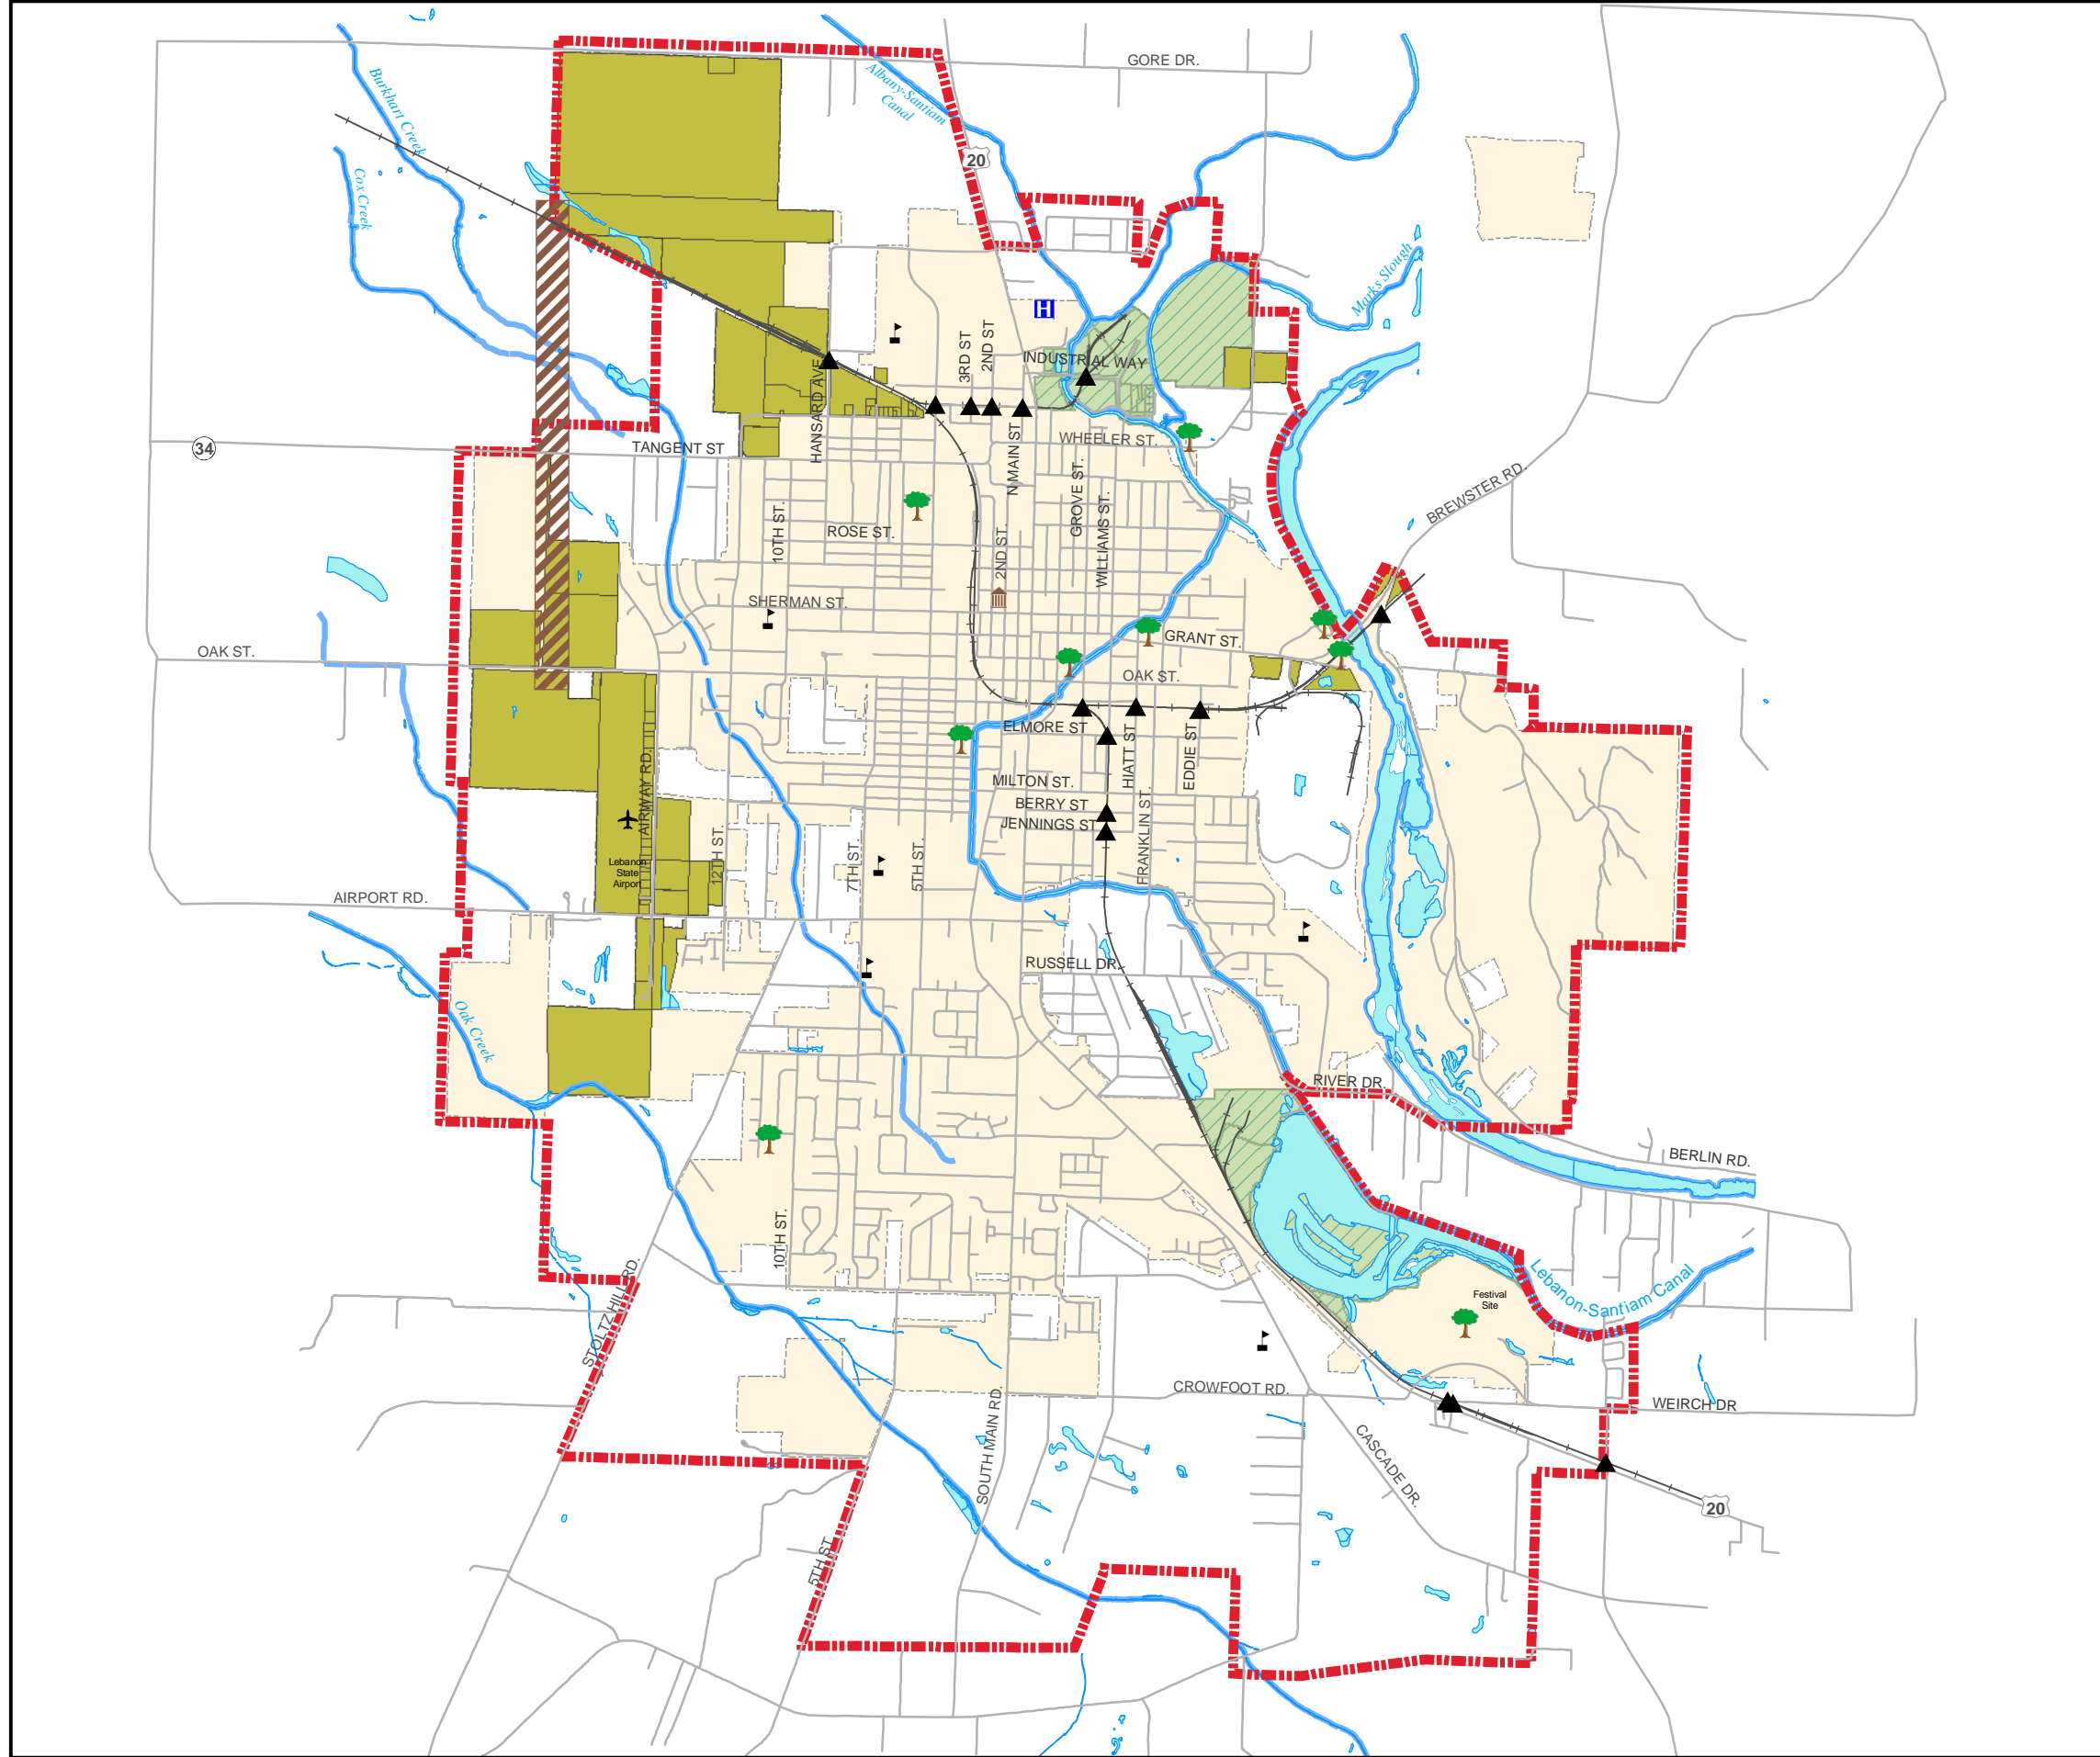 GORE DR.
Burkhart Creek
Albany-Santiam
Canal
20
Cox Creek
Marks Slough
H
3RD ST
2ND ST
INDUSTRIAL WAY
HANSARD AVE
34
TANGENT ST
WHEELER ST.
N MAIN ST
GROVE ST.
WILLIAMS ST.
BREWSTER RD.
10TH ST.
ROSE ST.
2ND ST.
SHERMAN ST.
GRANT ST.
OAK ST.
OAK ST.
ELMORE ST
HIATT ST
EDDIE ST
MILTON ST.
BERRY ST
JENNINGS ST
FRANKLIN ST.
AIRWAY RD.
12TH ST.
7TH ST.
5TH ST.
Lebanon
State
Airport
AIRPORT RD.
RUSSELL DR.
Oak Creek
RIVER DR.
BERLIN RD.
10TH ST.
STOLTZ HILL RD.
Lebanon-Santiam Canal
Festival
Site
CROWFOOT RD.
WEIRCH DR
SOUTH MAIN RD.
CASCADE DR.
20
5TH ST.